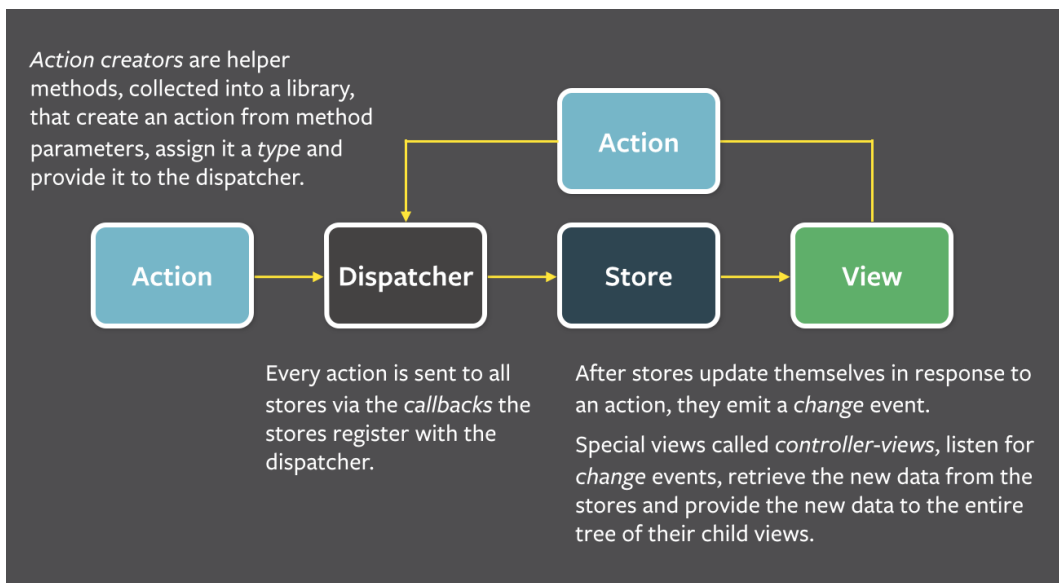 Action creators are helper
methods, collected into a library,
that create an action from method
parameters, assign it a type and
provide it to the dispatcher.
Action
Action
Dispatcher
Store
View
Every action is sent to all
stores via the callbacks the
stores register with the
dispatcher.
After stores update themselves in response to
an action, they emit a change event.
Special views called controller-views, listen for
change events, retrieve the new data from the
stores and provide the new data to the entire
tree of their child views.